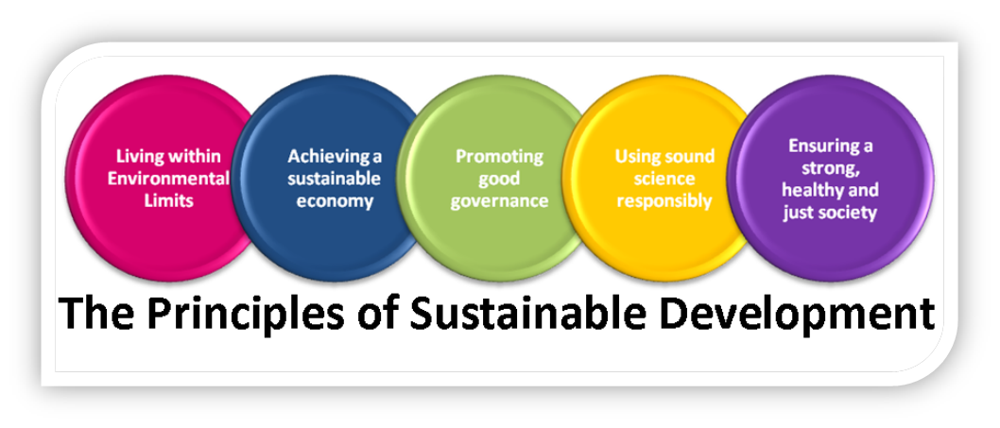 Living within
Environmental
Limits
Achieving a
sustainable
economy
Promoting
good
governance
Using sound
science
responsibly
Ensuring a
strong,
healthy and
just society
The Principles of Sustainable Development